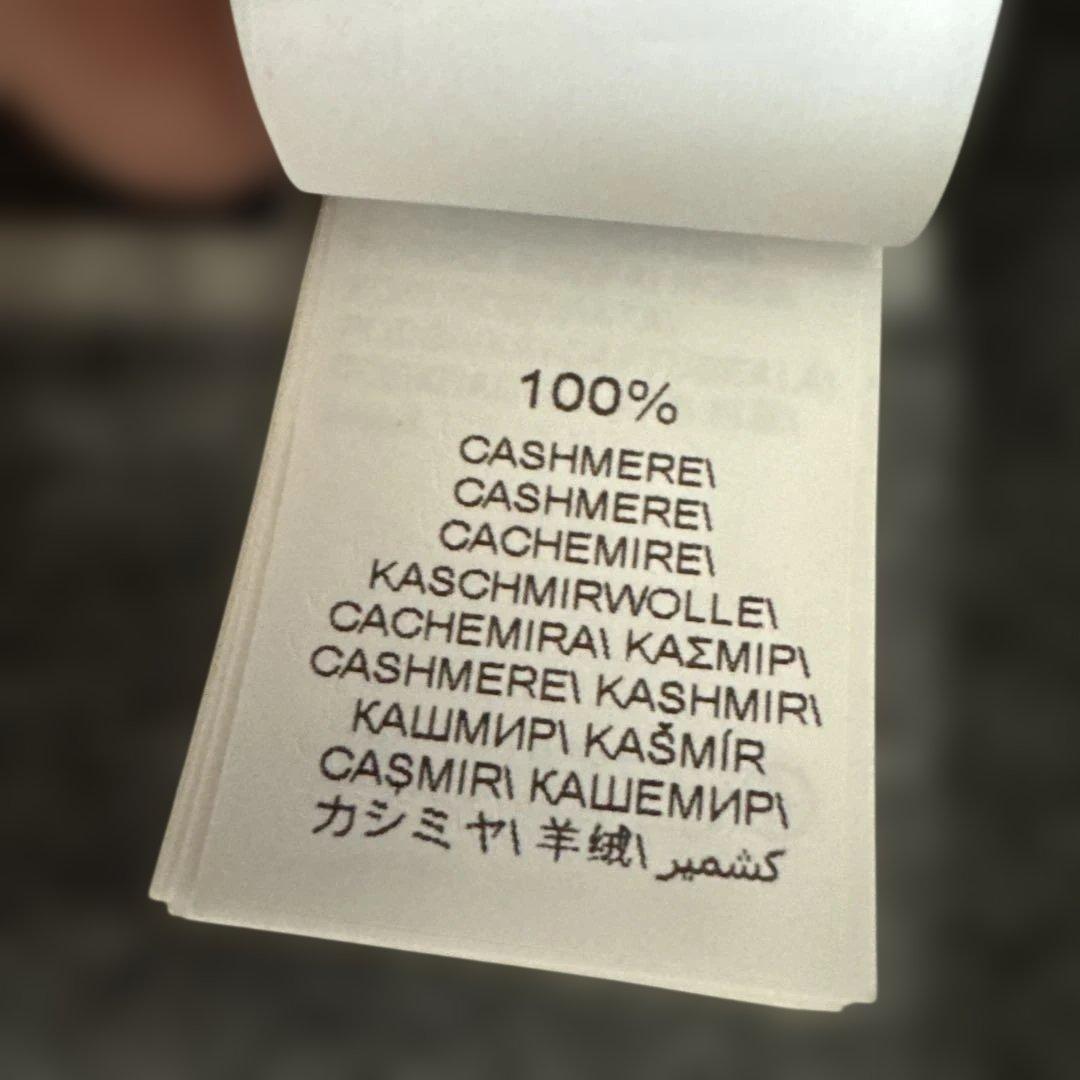 100%
CASHMERE\
CASHMERE\
CACHEMIRE\
KASCHMIRWOLLE\
CACHEMIRA\ ΚΑΣΜΙΡ\
CASHMERE\ KASHMIR\
КАШМИР\ KAŠMÍR
CAŞMIR\ КАШЕМИР\
カシミヤ\ 羊绒\ كشمير